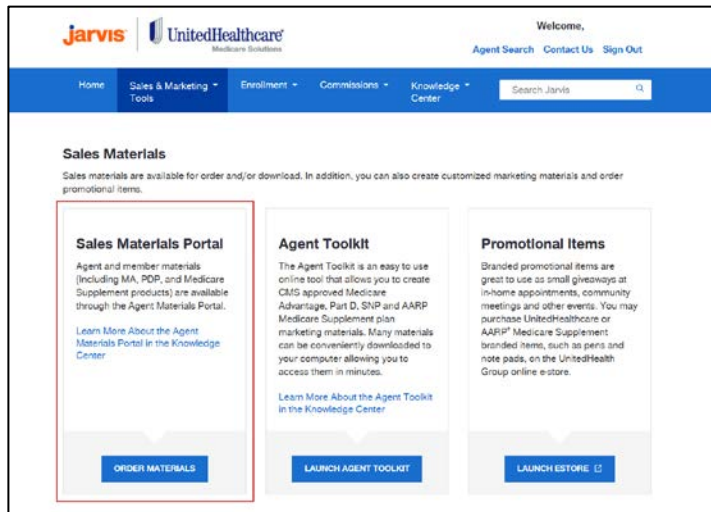 jarvis
UnitedHealthcare®
Medicare Solutions
Welcome,
Agent Search Contact Us Sign Out
Home
Sales & Marketing
Tools
Enrollment
Commissions
Knowledge
Center
Search Jarvis
Sales Materials
Sales materials are available for order and/or download. In addition, you can also create customized marketing materials and order
promotional items.
Sales Materials Portal
Agent and member materials
(Including MA, PDP, and Medicare
Supplement products) are available
through the Agent Materials Portal.
Learn More About the Agent
Materials Portal in the Knowledge
Center
ORDER MATERIALS
Agent Toolkit
The Agent Toolkit is an easy to use
online tool that allows you to create
CMS approved Medicare
Advantage, Part D, SNP and AARP
Medicare Supplement plan
marketing materials. Many materials
can be conveniently downloaded to
your computer allowing you to
access them in minutes.
Learn More About the Agent Toolkit
in the Knowledge Center
LAUNCH AGENT TOOLKIT
Promotional Items
Branded promotional items are
great to use as small giveaways at
in-home appointments, community
meetings and other events. You may
purchase UnitedHealthcare or
AARP® Medicare Supplement
branded items, such as pens and
note pads, on the UnitedHealth
Group online e-store.
LAUNCH ESTORE